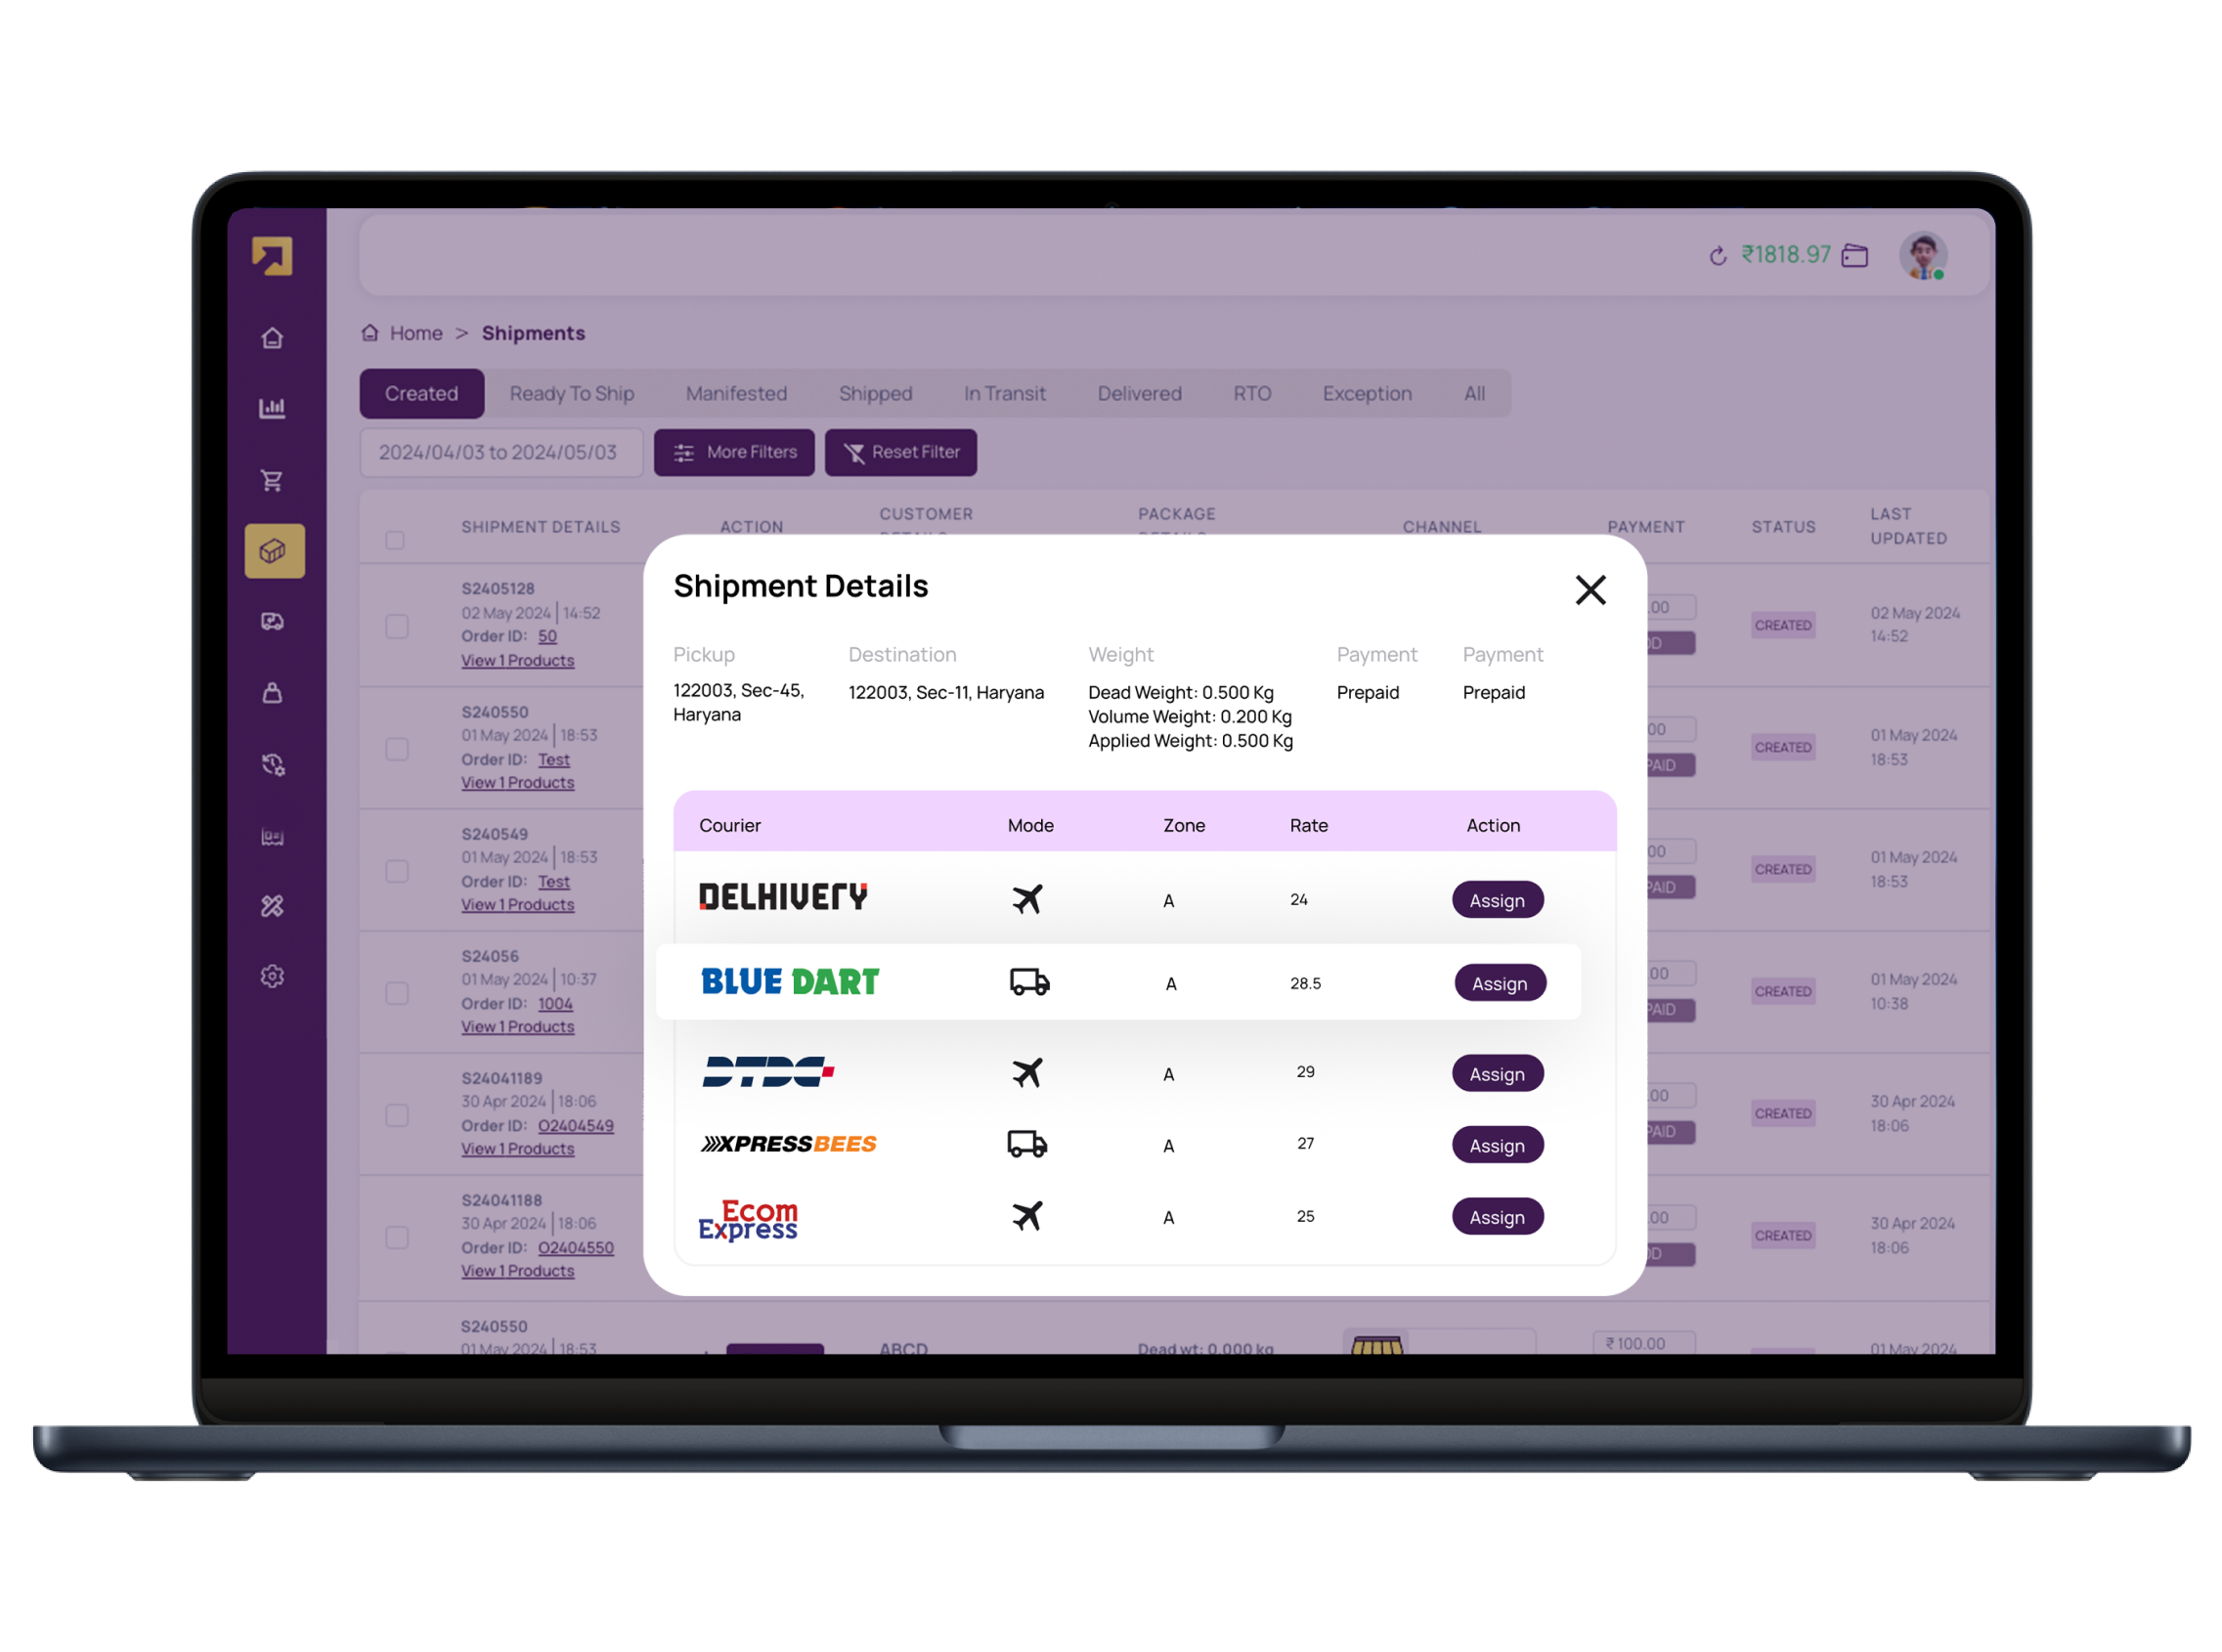 ₹1818.97
Home > Shipments
Created Ready To Ship Manifested Shipped In Transit Delivered RTO Exception All
2024/04/03 to 2024/05/03 More Filters Reset Filter
SHIPMENT DETAILS ACTION CUSTOMER PACKAGE CHANNEL PAYMENT STATUS LAST
UPDATED
S2405128
02 May 2024 | 14:52
Order ID: 50
View 1 Products
CREATED
02 May 2024
14:52
S240550
01 May 2024 | 18:53
Order ID: Test
View 1 Products
CREATED
01 May 2024
18:53
S240549
01 May 2024 | 18:53
Order ID: Test
View 1 Products
CREATED
01 May 2024
18:53
S24056
01 May 2024 | 10:37
Order ID: 1004
View 1 Products
CREATED
01 May 2024
10:38
S24041189
30 Apr 2024 | 18:06
Order ID: O2404549
View 1 Products
CREATED
30 Apr 2024
18:06
S24041188
30 Apr 2024 | 18:06
Order ID: O2404550
View 1 Products
CREATED
30 Apr 2024
18:06
S240550
01 May 2024 | 18:53
ABCD
Dead wt: 0.000 kg
₹100.00
01 May 2024
Shipment Details
Pickup Destination Weight Payment Payment
122003, Sec-45,
Haryana
122003, Sec-11, Haryana
Dead Weight: 0.500 Kg
Volume Weight: 0.200 Kg
Applied Weight: 0.500 Kg
Prepaid
Prepaid
Courier Mode Zone Rate Action
DELHIVERY A 24 Assign
BLUE DART A 28.5 Assign
DTDC A 29 Assign
XPRESSBEES A 27 Assign
Ecom
Express A 25 Assign